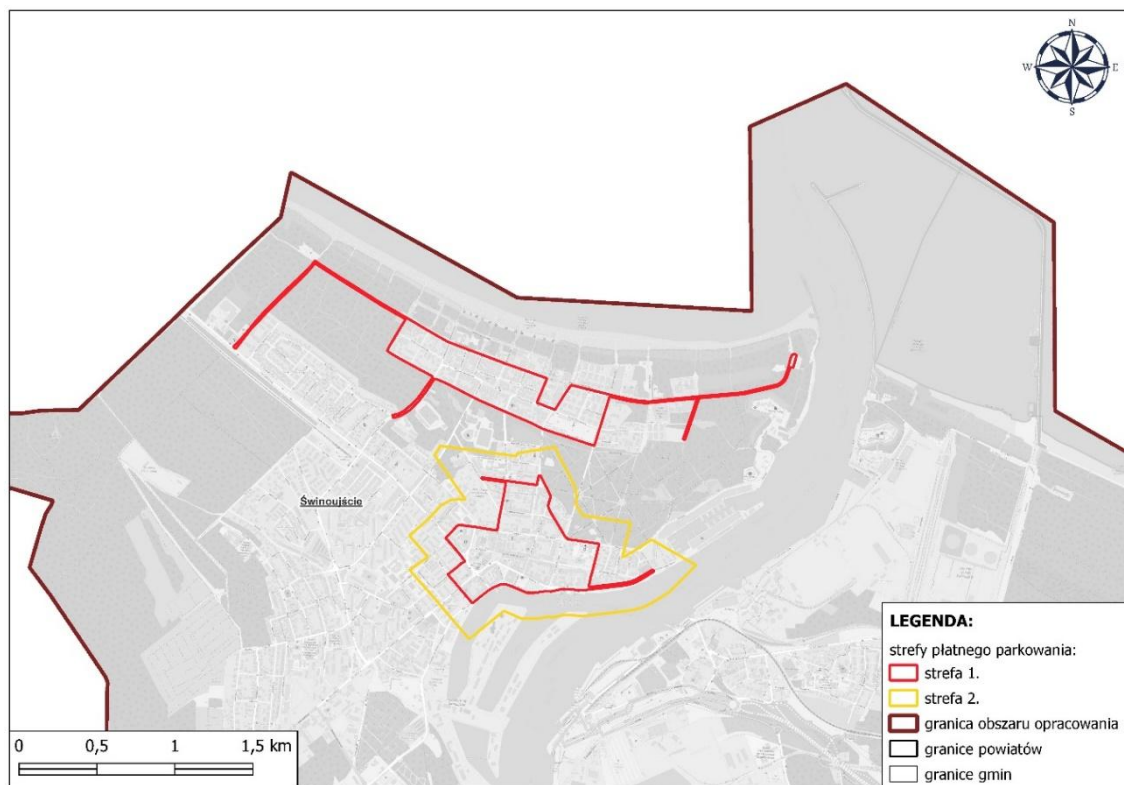 N
W E
S
Świnoujście
LEGENDA:
strefy płatnego parkowania:
strefa 1.
strefa 2.
granica obszaru opracowania
granice powiatów
granice gmin
0 0,5 1 1,5 km